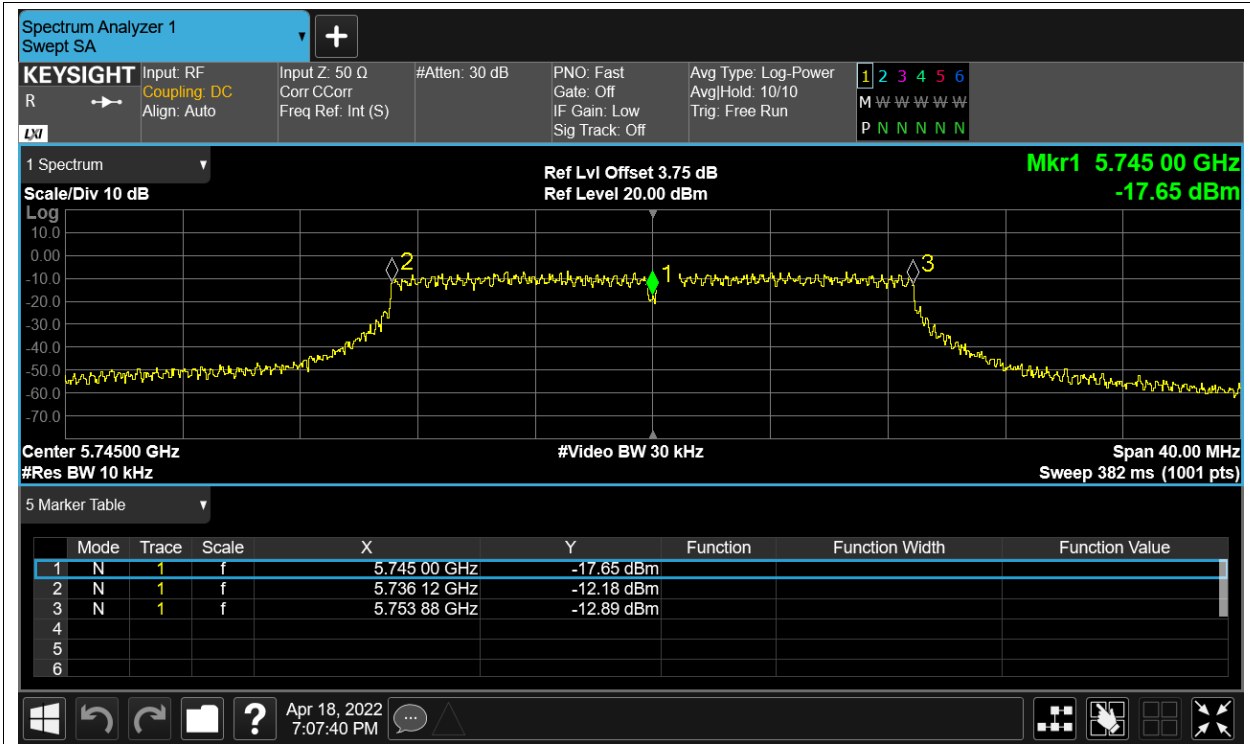 Spectrum Analyzer 1
Swept SA
+
KEYSIGHT
R
LXI
Input: RF
Coupling: DC
Align: Auto
Input Z: 50 Ω
Corr CCorr
Freq Ref: Int (S)
#Atten: 30 dB
PNO: Fast
Gate: Off
IF Gain: Low
Sig Track: Off
Avg Type: Log-Power
Avg|Hold: 10/10
Trig: Free Run
1 2 3 4 5 6
M W W W W W
P N N N N N
1 Spectrum
Scale/Div 10 dB
Ref Lvl Offset 3.75 dB
Ref Level 20.00 dBm
Mkr1 5.745 00 GHz
-17.65 dBm
Log
10.0
0.00
-10.0
-20.0
-30.0
-40.0
-50.0
-60.0
-70.0
2
1
3
Center 5.74500 GHz
#Video BW 30 kHz
Span 40.00 MHz
#Res BW 10 kHz
Sweep 382 ms (1001 pts)
5 Marker Table
Mode Trace Scale X Y Function Function Width Function Value
1 N 1 f 5.745 00 GHz -17.65 dBm
2 N 1 f 5.736 12 GHz -12.18 dBm
3 N 1 f 5.753 88 GHz -12.89 dBm
4
5
6
?
Apr 18, 2022
7:07:40 PM